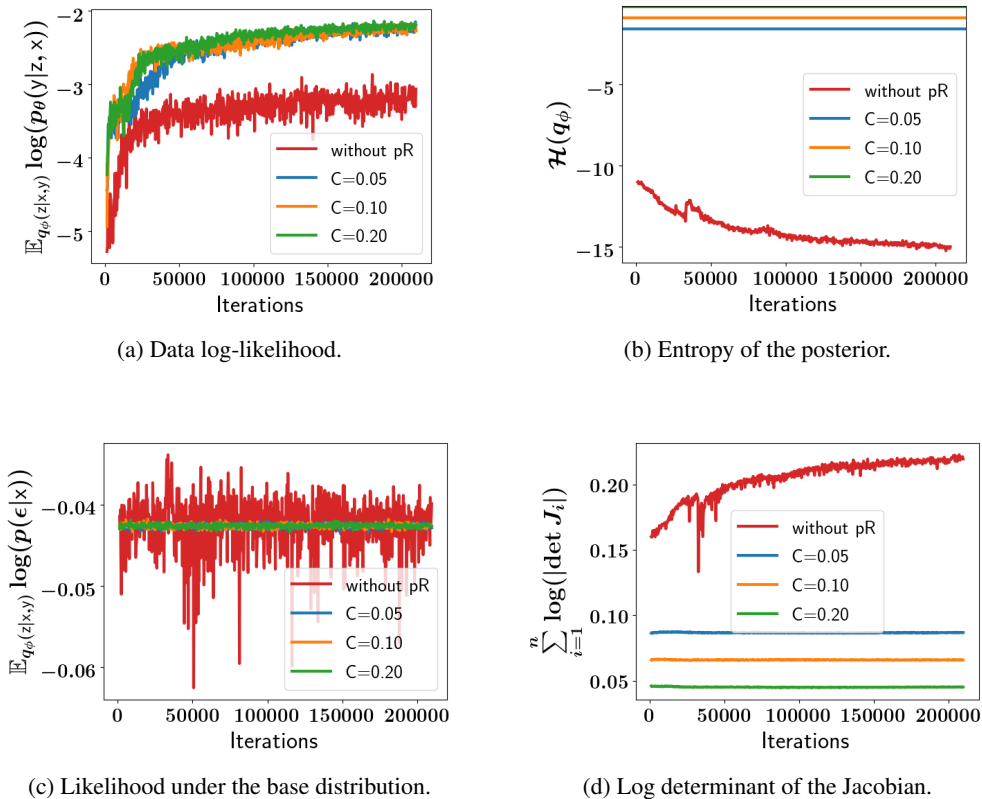 −2
−3
−4
−5
𝔼_{q_ϕ(z|x,y)} log(p_θ(y|z, x))
without pR
C=0.05
C=0.10
C=0.20
0 50000 100000 150000 200000
Iterations
(a) Data log-likelihood.
−5
−10
−15
ℋ(q_ϕ)
without pR
C=0.05
C=0.10
C=0.20
0 50000 100000 150000 200000
Iterations
(b) Entropy of the posterior.
−0.04
−0.05
−0.06
𝔼_{q_ϕ(z|x,y)} log(p(ϵ|x))
without pR
C=0.05
C=0.10
C=0.20
0 50000 100000 150000 200000
Iterations
(c) Likelihood under the base distribution.
0.20
0.15
0.10
0.05
∑_{i=1}^{n} log(|det J_i|)
without pR
C=0.05
C=0.10
C=0.20
0 50000 100000 150000 200000
Iterations
(d) Log determinant of the Jacobian.